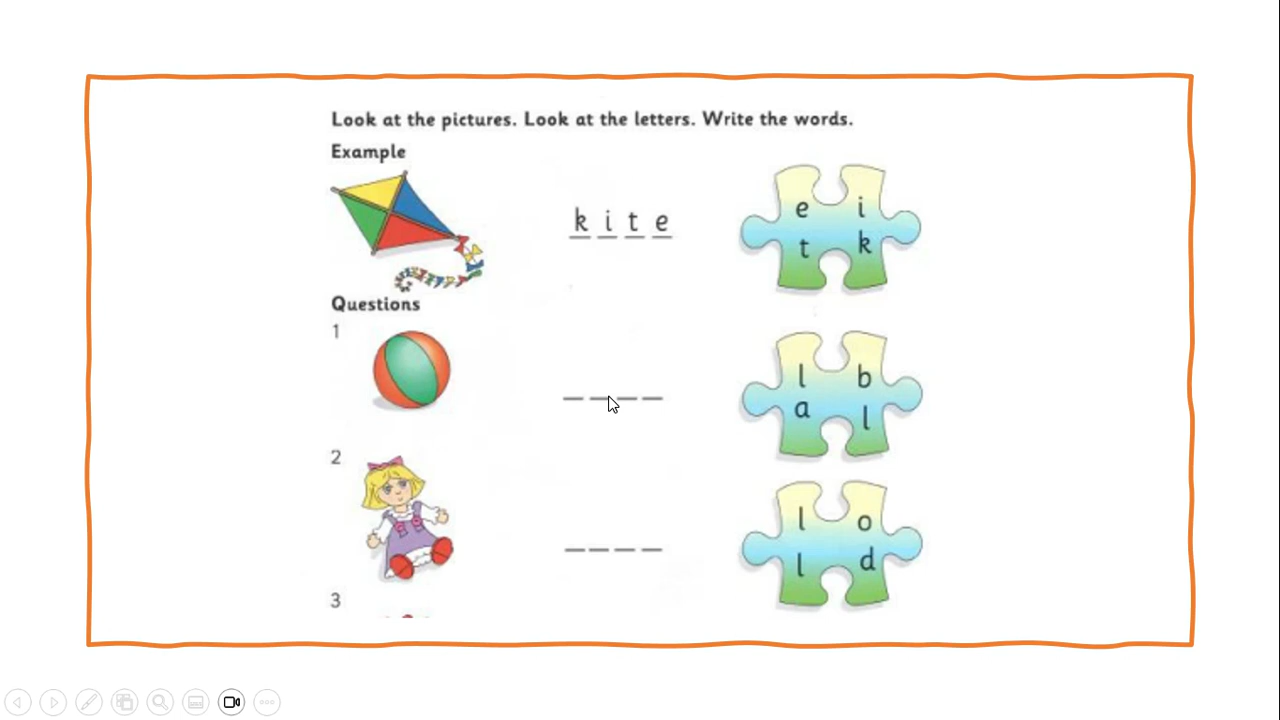 Look at the pictures. Look at the letters. Write the words.
Example
k i t e
e i
t k
Questions
1
l b
a l
2
l o
l d
3